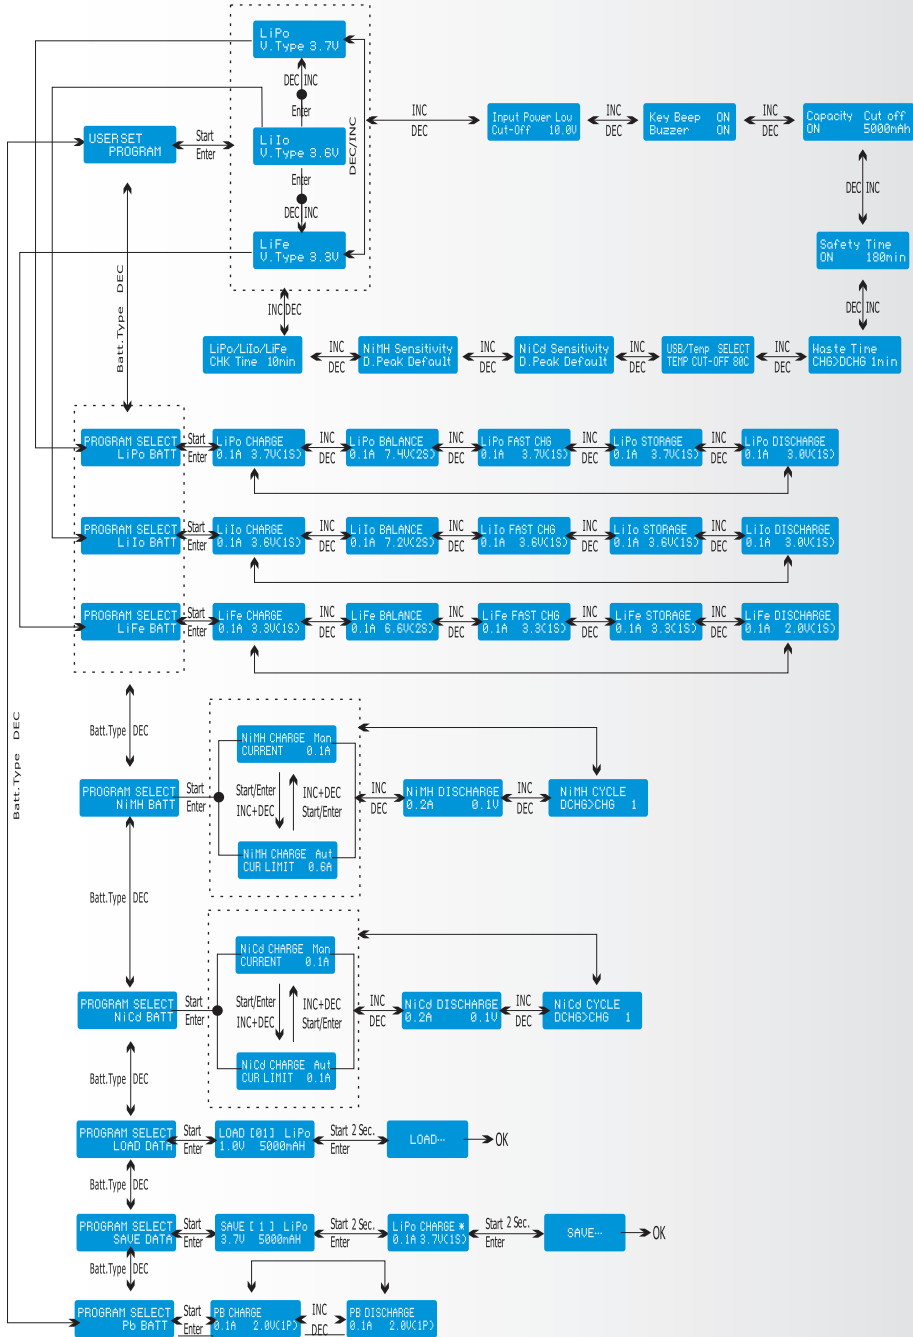 LiPo
V.Type 3.7V
DEC INC
Enter
LiIo
V.Type 3.6V
Enter
DEC INC
LiFe
V.Type 3.3V
DEC/INC
USER SET
PROGRAM
Start
Enter
INC
DEC
Input Power Low
Cut-Off 10.0V
INC
DEC
Key Beep ON
Buzzer ON
INC
DEC
Capacity Cut off
ON 5000mAh
DEC INC
Safety Time
ON 180min
DEC INC
INC DEC
LiPo/LiIo/LiFe
CHK Time 10min
INC
DEC
NiMH Sensitivity
D.Peak Default
INC
DEC
NiCd Sensitivity
D.Peak Default
INC
DEC
USB/Temp SELECT
TEMP CUT-OFF 80C
INC
DEC
Waste Time
CHG>DCHG 1min
Batt.Type DEC
PROGRAM SELECT
LiPo BATT
Start
Enter
LiPo CHARGE
0.1A 3.7V(1S)
INC
DEC
LiPo BALANCE
0.1A 7.4V(2S)
INC
DEC
LiPo FAST CHG
0.1A 3.7V(1S)
INC
DEC
LiPo STORAGE
0.1A 3.7V(1S)
INC
DEC
LiPo DISCHARGE
0.1A 3.0V(1S)
PROGRAM SELECT
LiIo BATT
Start
Enter
LiIo CHARGE
0.1A 3.6V(1S)
INC
DEC
LiIo BALANCE
0.1A 7.2V(2S)
INC
DEC
LiIo FAST CHG
0.1A 3.6V(1S)
INC
DEC
LiIo STORAGE
0.1A 3.6V(1S)
INC
DEC
LiIo DISCHARGE
0.1A 3.0V(1S)
PROGRAM SELECT
LiFe BATT
Start
Enter
LiFe CHARGE
0.1A 3.3V(1S)
INC
DEC
LiFe BALANCE
0.1A 6.6V(2S)
INC
DEC
LiFe FAST CHG
0.1A 3.3(1S)
INC
DEC
LiFe STORAGE
0.1A 3.3(1S)
INC
DEC
LiFe DISCHARGE
0.1A 2.0V(1S)
Batt.Type DEC
Batt.Type DEC
PROGRAM SELECT
NiMH BATT
Start
Enter
NiMH CHARGE Man
CURRENT 0.1A
Start/Enter
INC+DEC
INC+DEC
Start/Enter
NiMH CHARGE Aut
CUR LIMIT 0.6A
INC
DEC
NiMH DISCHARGE
0.2A 0.1V
INC
DEC
NiMH CYCLE
DCHG>CHG 1
Batt.Type DEC
PROGRAM SELECT
NiCd BATT
Start
Enter
NiCd CHARGE Man
CURRENT 0.1A
Start/Enter
INC+DEC
INC+DEC
Start/Enter
NiCd CHARGE Aut
CUR LIMIT 0.1A
INC
DEC
NiCd DISCHARGE
0.2A 0.1V
INC
DEC
NiCd CYCLE
DCHG>CHG 1
Batt.Type DEC
PROGRAM SELECT
LOAD DATA
Start
Enter
LOAD [01] LiPo
1.0V 5000mAH
Start 2 Sec.
Enter
LOAD...
OK
Batt.Type DEC
PROGRAM SELECT
SAVE DATA
Start
Enter
SAVE [ 1 ] LiPo
3.7V 5000mAH
Start 2 Sec.
Enter
LiPo CHARGE *
0.1A 3.7V(1S)
Start 2 Sec.
Enter
SAVE...
OK
Batt.Type DEC
PROGRAM SELECT
Pb BATT
Start
Enter
PB CHARGE
0.1A 2.0V(1P)
INC
DEC
PB DISCHARGE
0.1A 2.0V(1P)